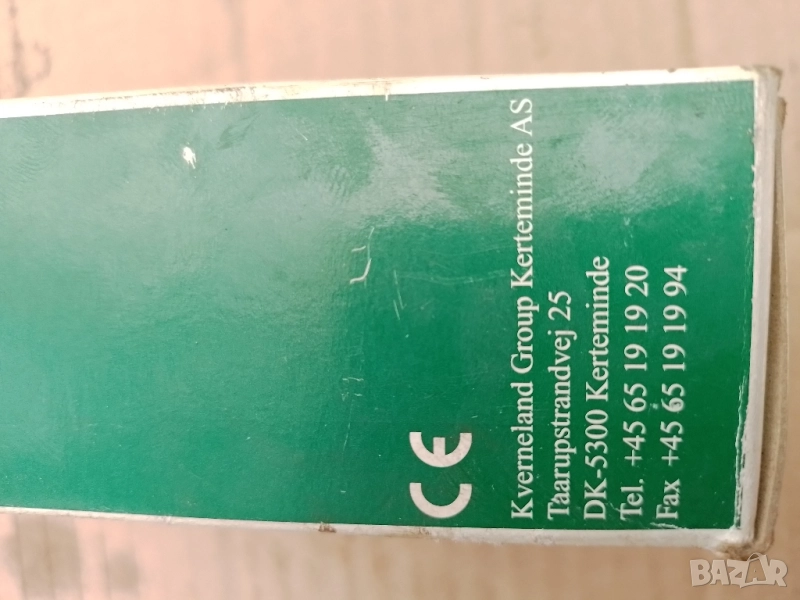 CE
Kverneland Group Kerteminde AS
Taarupstrandvej 25
DK-5300 Kerteminde
Tel. +45 65 19 19 20
Fax +45 65 19 19 94
BAZAR